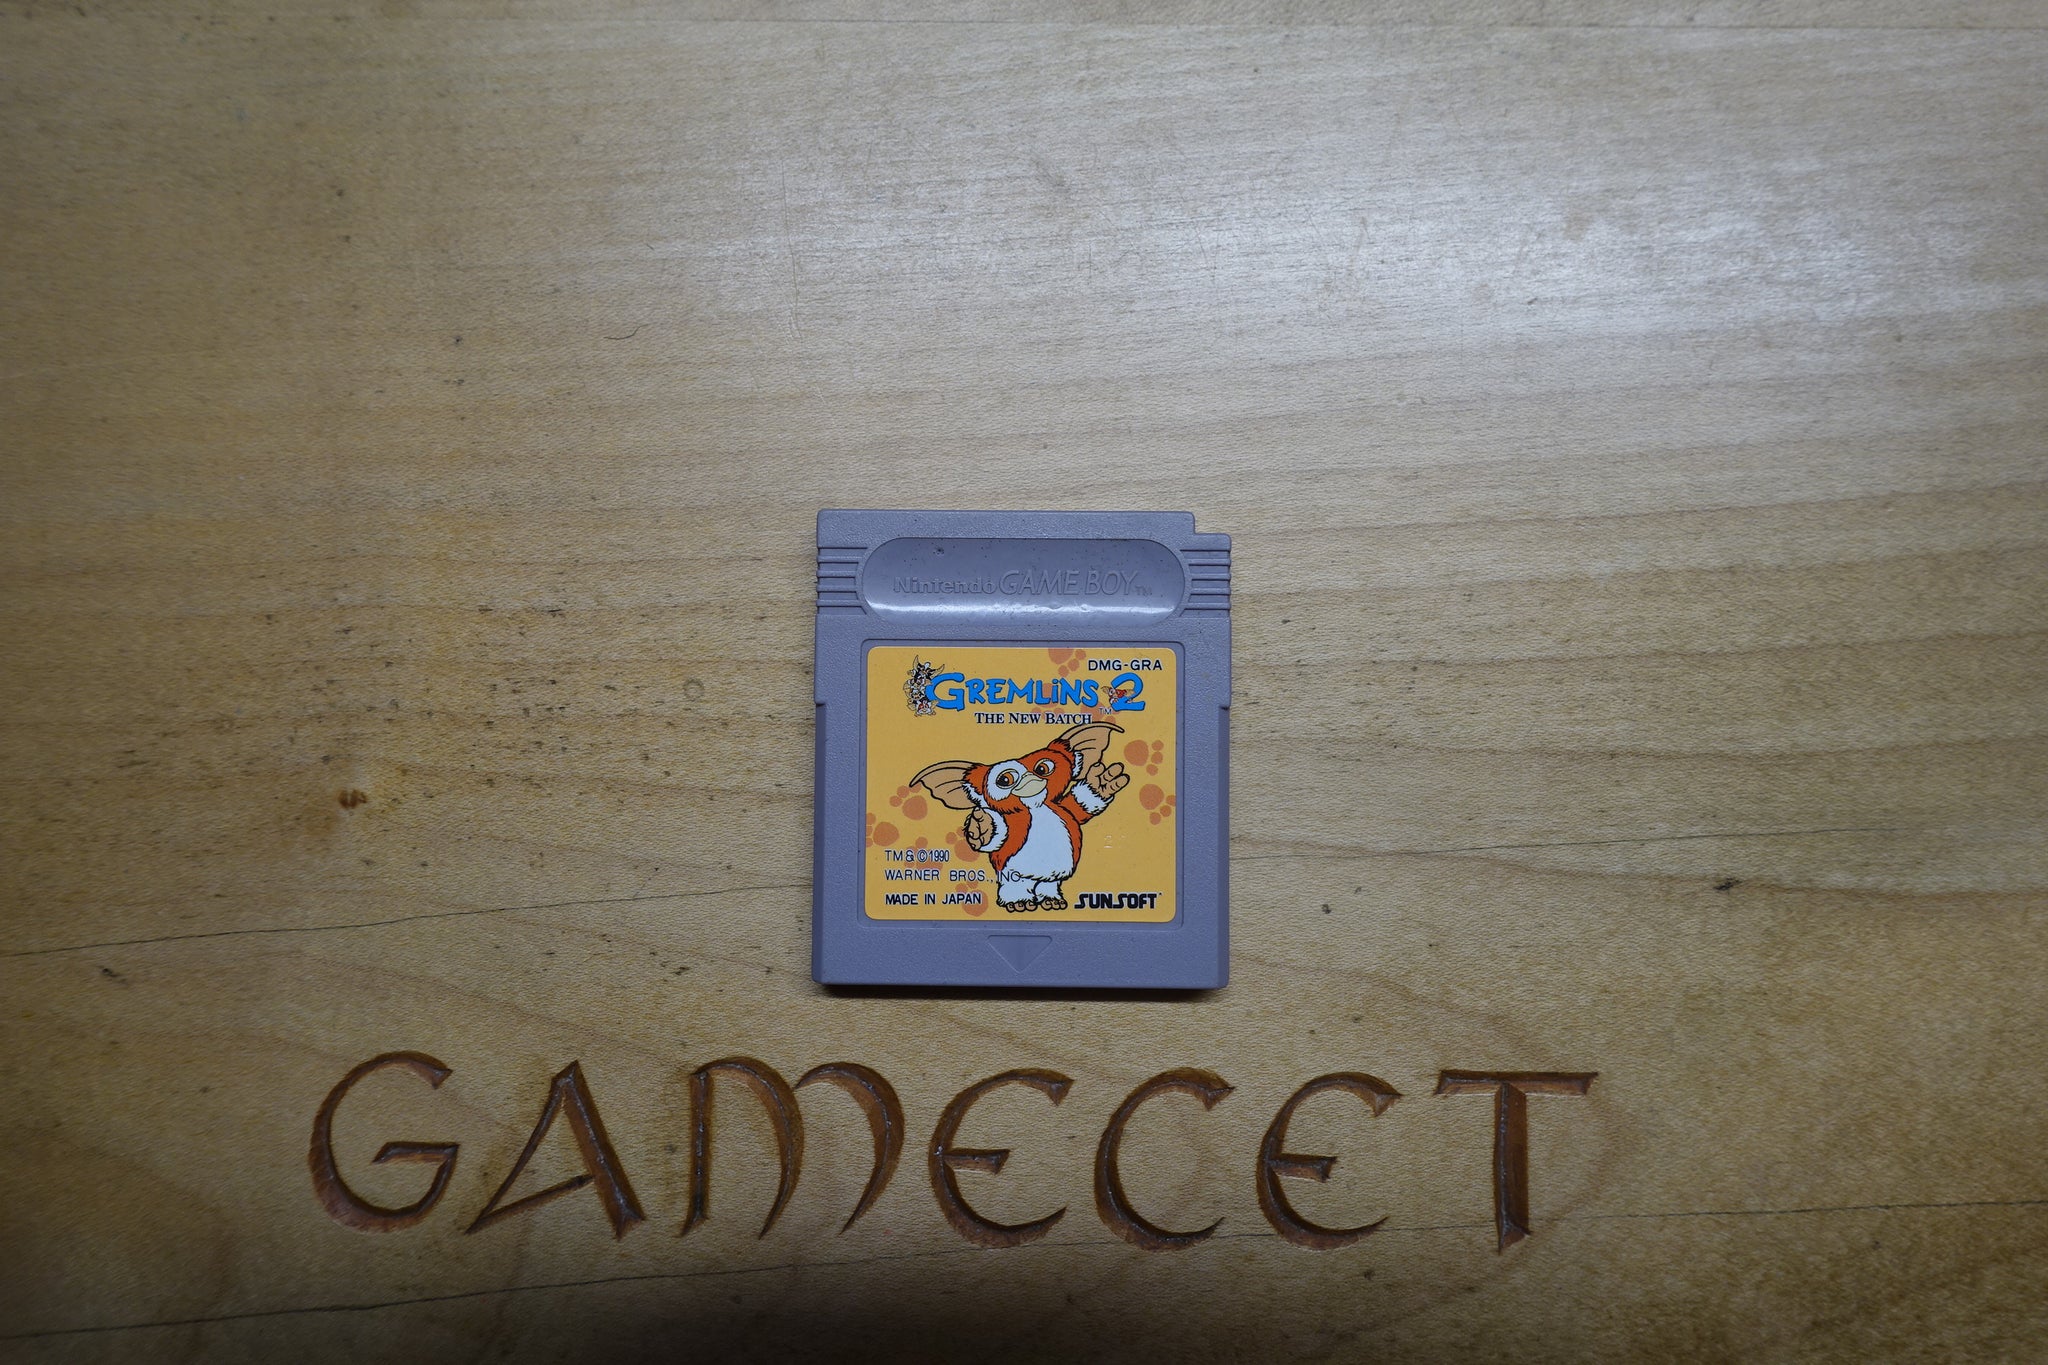 Nintendo GAME BOY TM
DMG-GRA
GREMLINS 2
THE NEW BATCH TM
TM & © 1990
WARNER BROS., INC.
MADE IN JAPAN
SUNSOFT
GAMECET